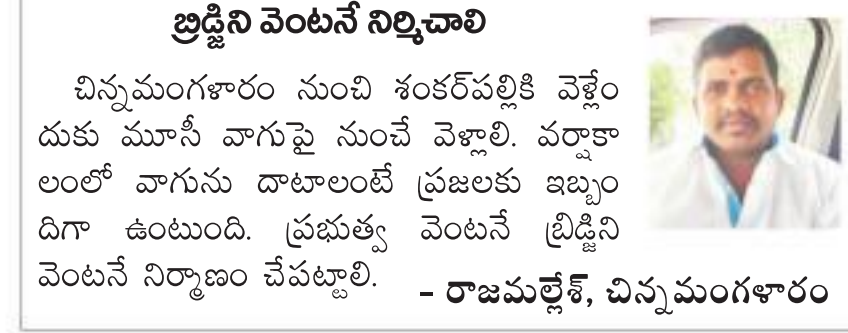 బ్రిడ్జిని వెంటనే నిర్మించాలి
చిన్నమంగళారం నుంచి శంకర్‌పల్లికి వెళ్లేం
దుకు మూసీ వాగుపై నుంచే వెళ్లాలి. వర్షాకా
లంలో వాగును దాటాలంటే ప్రజలకు ఇబ్బం
దిగా ఉంటుంది. ప్రభుత్వ వెంటనే బ్రిడ్జిని
వెంటనే నిర్మాణం చేపట్టాలి.
– రాజమల్లేశ్, చిన్నమంగళారం